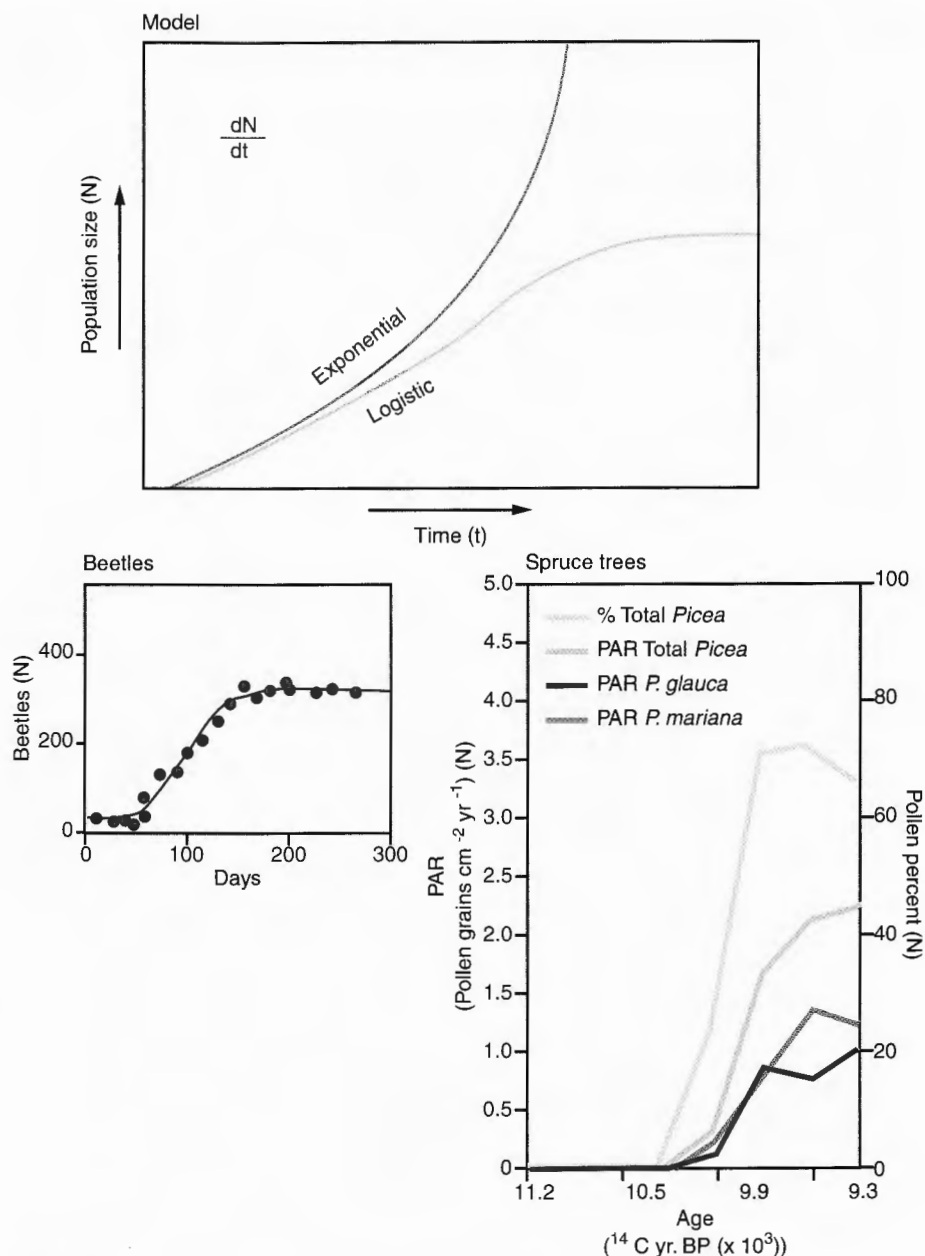 Model
dN
dt
Population size (N)
Exponential
Logistic
Time (t)
Beetles
Beetles (N)
400
200
0
0 100 200 300
Days
Spruce trees
5.0
4.5
4.0
3.5
3.0
2.5
2.0
1.5
1.0
0.5
0
PAR
(Pollen grains cm⁻² yr⁻¹) (N)
% Total Picea
PAR Total Picea
PAR P. glauca
PAR P. mariana
100
80
60
40
20
0
Pollen percent (N)
11.2 10.5 9.9 9.3
Age
(¹⁴ C yr. BP (x 10³))